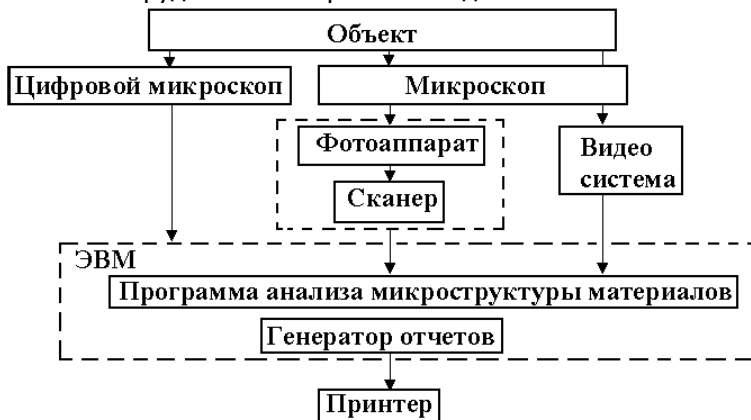 Объект
Цифровой микроскоп
Микроскоп
Фотоаппарат
Видео
система
Сканер
ЭВМ
Программа анализа микроструктуры материалов
Генератор отчетов
Принтер